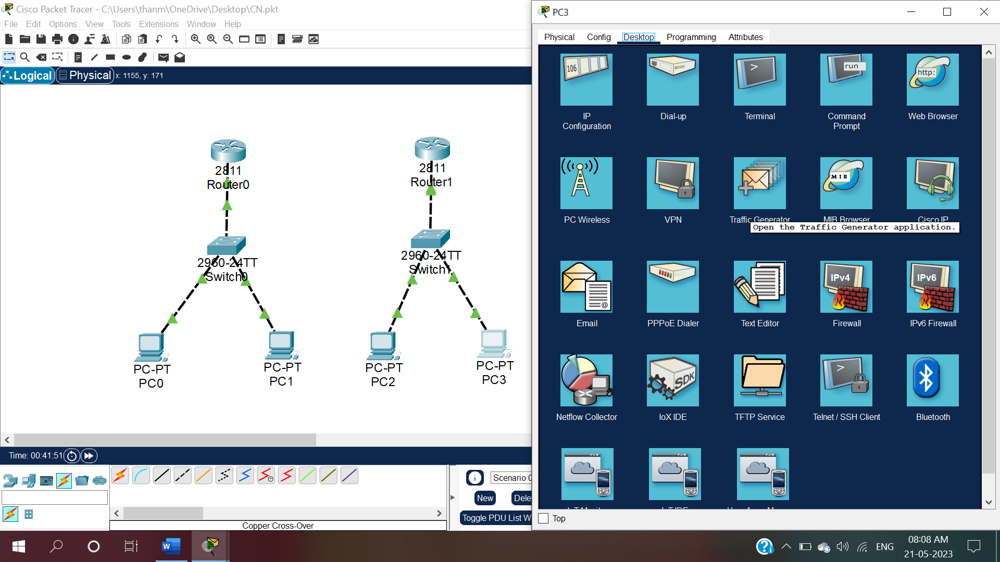 Cisco Packet Tracer - C:\Users\thanm\OneDrive\Desktop\CN.pkt
File Edit Options View Tools Extensions Window Help
Logical Physical x: 1155, y: 171
2811
Router0
2811
Router1
2960-24TT
Switch0
2960-24TT
Switch1
PC-PT
PC0
PC-PT
PC1
PC-PT
PC2
PC-PT
PC3
Time: 00:41:51
Scenario 0
New Dele
Toggle PDU List W
Copper Cross-Over
PC3
Physical Config Desktop Programming Attributes
106
>
run
http:
IP
Configuration
Dial-up
Terminal
Command
Prompt
Web Browser
MIB
PC Wireless
VPN
Traffic Generator
MIB Browser
Cisco IP
Open the Traffic Generator application.
@
IPv4
IPv6
Email
PPPoE Dialer
Text Editor
Firewall
IPv6 Firewall
SDK
>
Netflow Collector
IoX IDE
TFTP Service
Telnet / SSH Client
Bluetooth
Top
W
ENG
08:08 AM
21-05-2023